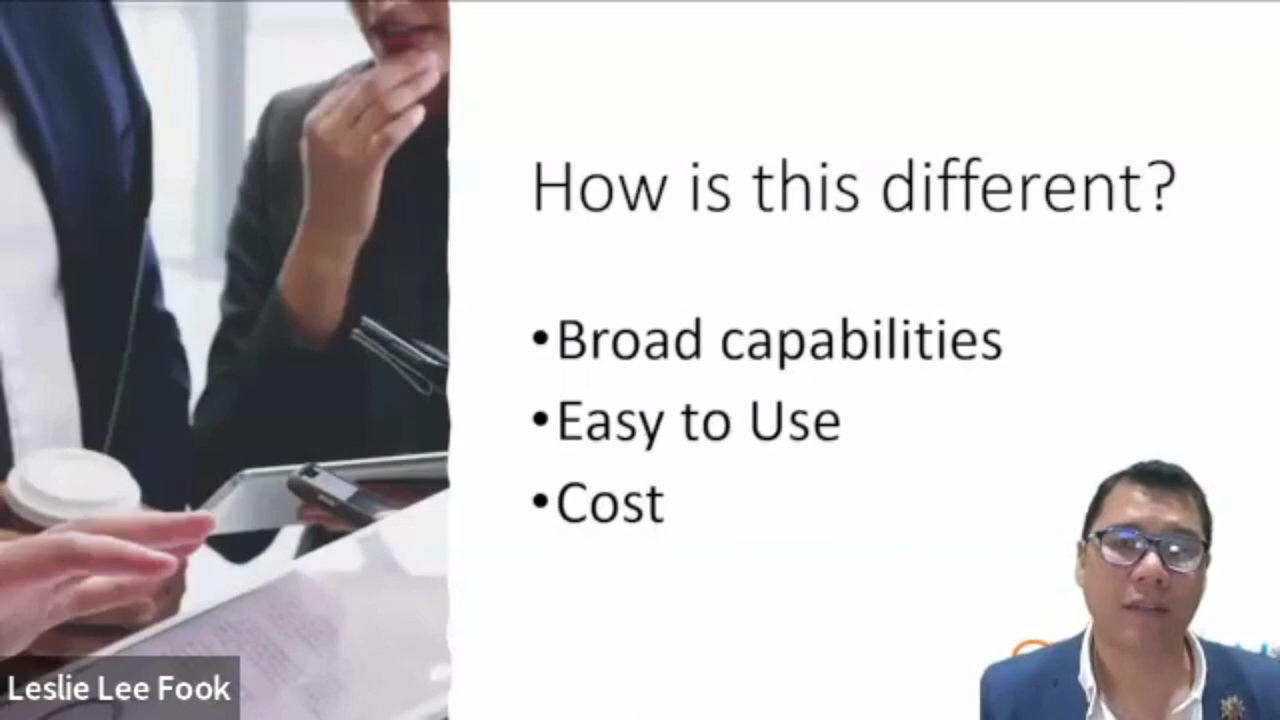 How is this different?
•Broad capabilities
•Easy to Use
•Cost
Leslie Lee Fook